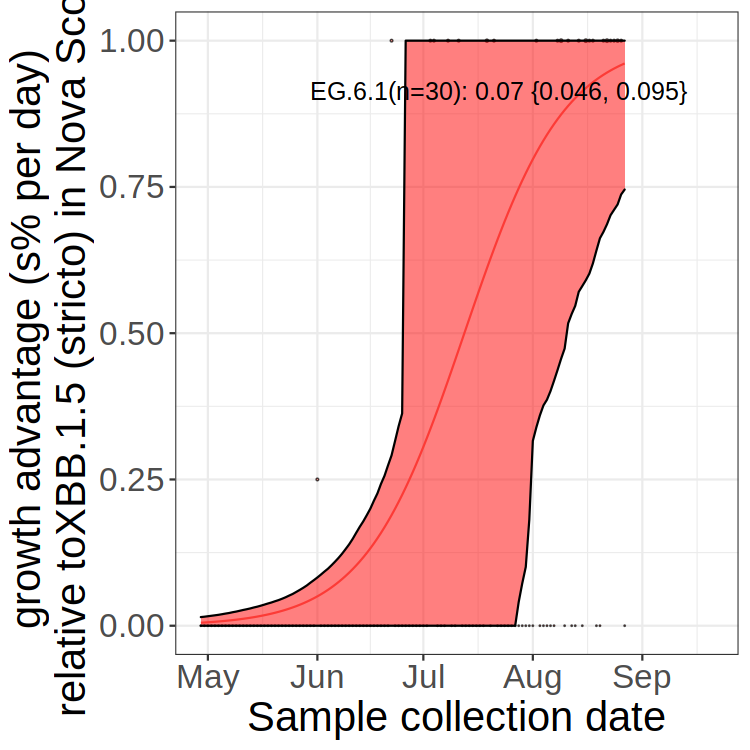 growth advantage (s% per day)
relative toXBB.1.5 (stricto) in Nova Sco
1.00
0.75
0.50
0.25
0.00
EG.6.1(n=30): 0.07 {0.046, 0.095}
May Jun Jul Aug Sep
Sample collection date